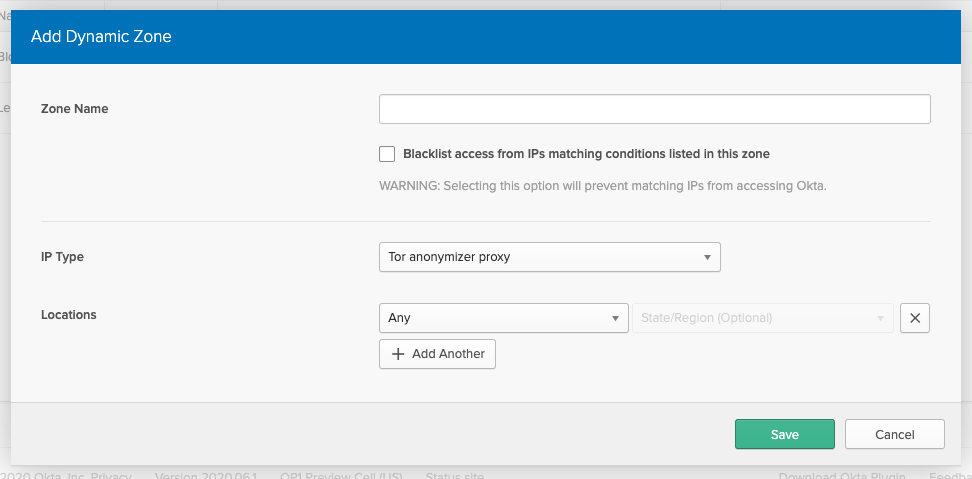 Add Dynamic Zone
Zone Name
Blacklist access from IPs matching conditions listed in this zone
WARNING: Selecting this option will prevent matching IPs from accessing Okta.
IP Type
Tor anonymizer proxy
Locations
Any
State/Region (Optional)
Add Another
Save
Cancel
2020 Okta, Inc. Privacy Version 2020.06.1 OP1 Preview Cell (US) Status site Download Okta Plugin